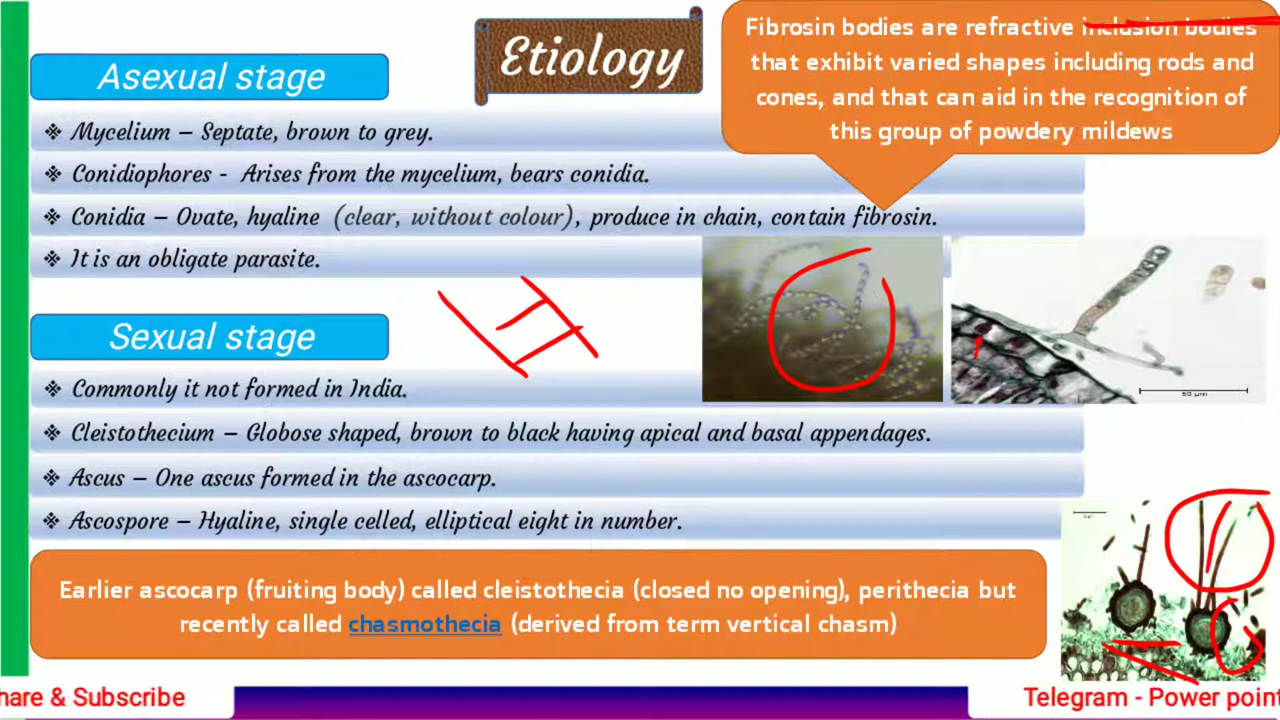 Etiology
Fibrosin bodies are refractive inclusion bodies
that exhibit varied shapes including rods and
cones, and that can aid in the recognition of
this group of powdery mildews
Asexual stage
❖ Mycelium – Septate, brown to grey.
❖ Conidiophores - Arises from the mycelium, bears conidia.
❖ Conidia – Ovate, hyaline (clear, without colour), produce in chain, contain fibrosin.
❖ It is an obligate parasite.
50 µm
Sexual stage
❖ Commonly it not formed in India.
❖ Cleistothecium – Globose shaped, brown to black having apical and basal appendages.
❖ Ascus – One ascus formed in the ascocarp.
❖ Ascospore – Hyaline, single celled, elliptical eight in number.
Earlier ascocarp (fruiting body) called cleistothecia (closed no opening), perithecia but
recently called chasmothecia (derived from term vertical chasm)
hare & Subscribe
Telegram - Power point